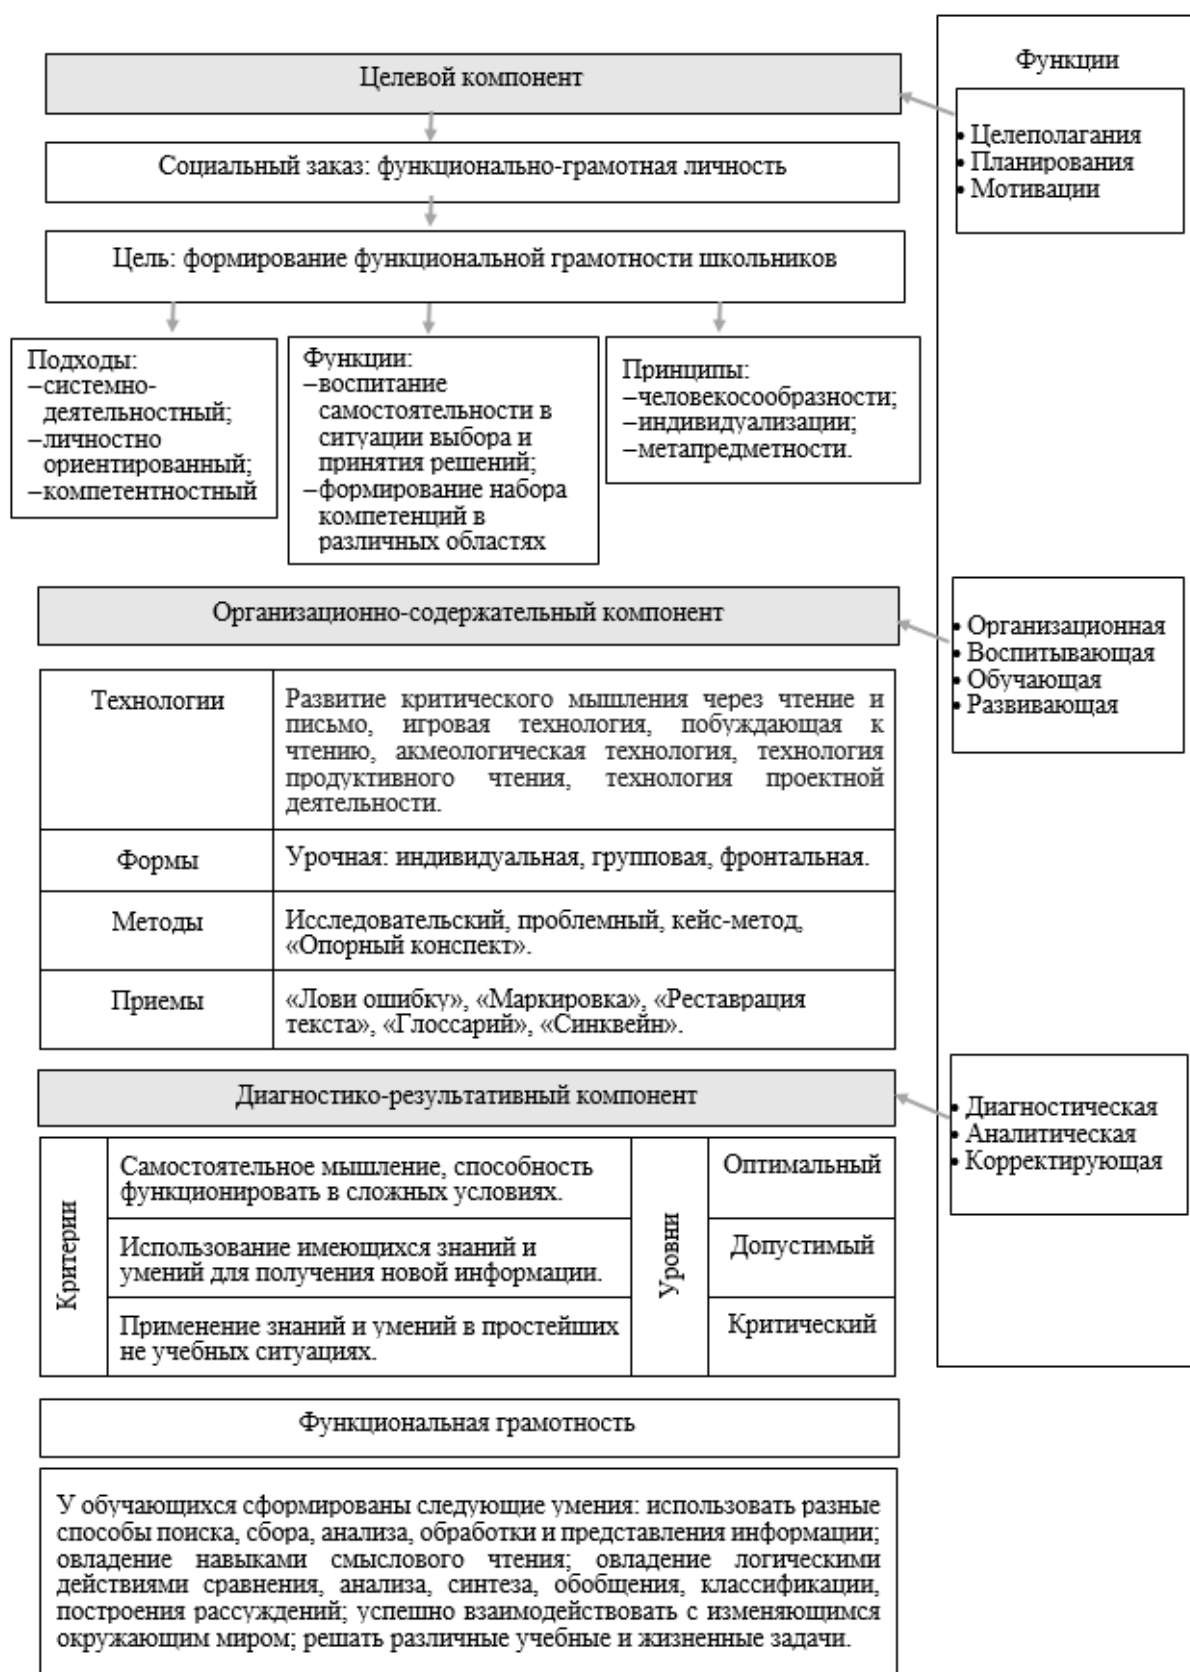 Функции
Целевой компонент
• Целеполагания
• Планирования
• Мотивации
Социальный заказ: функционально-грамотная личность
Цель: формирование функциональной грамотности школьников
Подходы:
–системно-
деятельностный;
–личностно
ориентированный;
–компетентностный
Функции:
–воспитание
самостоятельности в
ситуации выбора и
принятия решений;
–формирование набора
компетенций в
различных областях
Принципы:
–человекосообразности;
–индивидуализации;
–метапредметности.
Организационно-содержательный компонент
• Организационная
• Воспитывающая
• Обучающая
• Развивающая
Технологии
Развитие критического мышления через чтение и
письмо, игровая технология, побуждающая к
чтению, акмеологическая технология, технология
продуктивного чтения, технология проектной
деятельности.
Формы
Урочная: индивидуальная, групповая, фронтальная.
Методы
Исследовательский, проблемный, кейс-метод,
«Опорный конспект».
Приемы
«Лови ошибку», «Маркировка», «Реставрация
текста», «Глоссарий», «Синквейн».
Диагностико-результативный компонент
• Диагностическая
• Аналитическая
• Корректирующая
Критерии
Самостоятельное мышление, способность
функционировать в сложных условиях.
Использование имеющихся знаний и
умений для получения новой информации.
Применение знаний и умений в простейших
не учебных ситуациях.
Уровни
Оптимальный
Допустимый
Критический
Функциональная грамотность
У обучающихся сформированы следующие умения: использовать разные
способы поиска, сбора, анализа, обработки и представления информации;
овладение навыками смыслового чтения; овладение логическими
действиями сравнения, анализа, синтеза, обобщения, классификации,
построения рассуждений; успешно взаимодействовать с изменяющимся
окружающим миром; решать различные учебные и жизненные задачи.